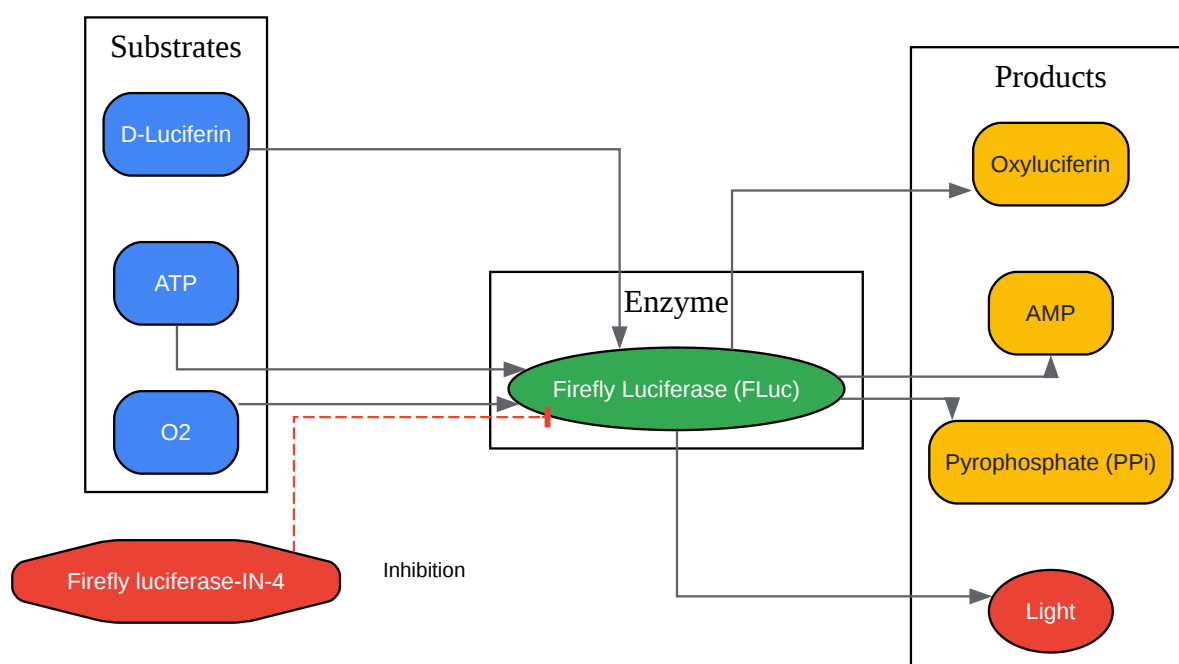 Substrates
D-Luciferin
ATP
O2
Firefly luciferase-IN-4
Inhibition
Enzyme
Firefly Luciferase (FLuc)
Products
Oxyluciferin
AMP
Pyrophosphate (PPi)
Light